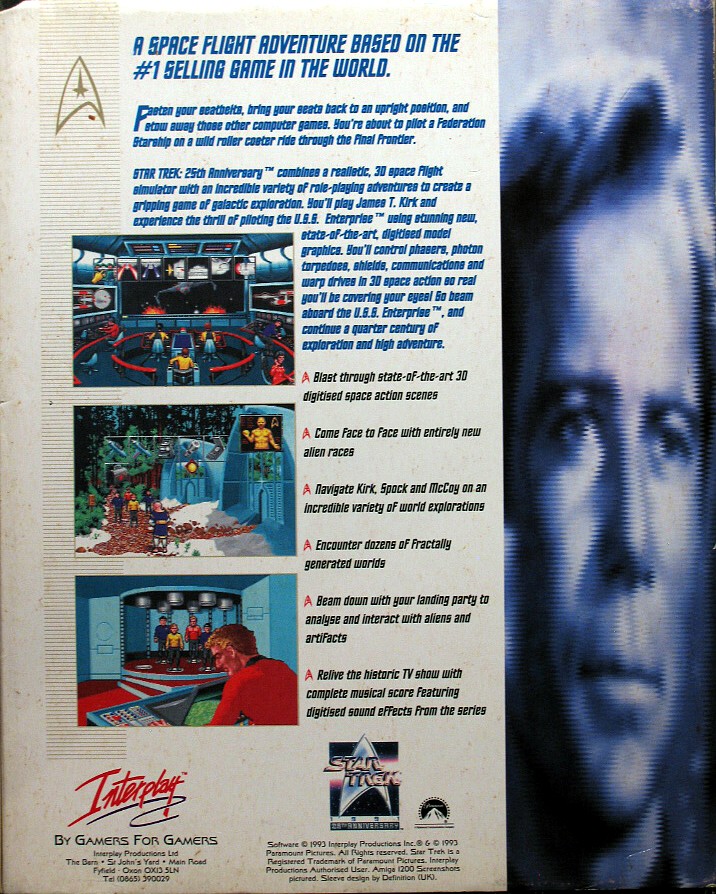 A SPACE FLIGHT ADVENTURE BASED ON THE
#1 SELLING GAME IN THE WORLD.
Fasten your seatbelts, bring your seats back to an upright position, and
stow away those other computer games. You're about to pilot a Federation
Starship on a wild roller coster ride through the Final Frontier.
STAR TREK: 25th Anniversary™ combines a realistic, 3D space flight
simulator with an incredible variety of role-playing adventures to create a
gripping game of galactic exploration. You'll play James T. Kirk and
experience the thrill of piloting the U.S.S. Enterprise™ using stunning new,
state-of-the-art, digitised model
graphics. You'll control phasers, photon
torpedoes, shields, communications and
warp drives in 3D space action so real
you'll be covering your eyes! So beam
aboard the U.S.S. Enterprise™, and
continue a quarter century of
exploration and high adventure.
Blast through state-of-the-art 3D
digitised space action scenes
Come Face to Face with entirely new
alien races
Navigate Kirk, Spock and McCoy on an
incredible variety of world explorations
Encounter dozens of fractally
generated worlds
Beam down with your landing party to
analyse and interact with aliens and
artifacts
Relive the historic TV show with
complete musical score featuring
digitised sound effects from the series
Interplay™
BY GAMERS FOR GAMERS
Interplay Productions Ltd
The Barn • St John's Yard • Main Road
Fyfield • Oxon OX13 5LN
Tel (0865) 390029
STAR TREK
1991
25TH ANNIVERSARY
Paramount
Software © 1993 Interplay Productions Inc.® & © 1993
Paramount Pictures. All Rights reserved. Star Trek is a
Registered Trademark of Paramount Pictures. Interplay
Productions Authorised User. Amiga 1200 Screenshots
pictured. Sleeve design by Definition (UK).